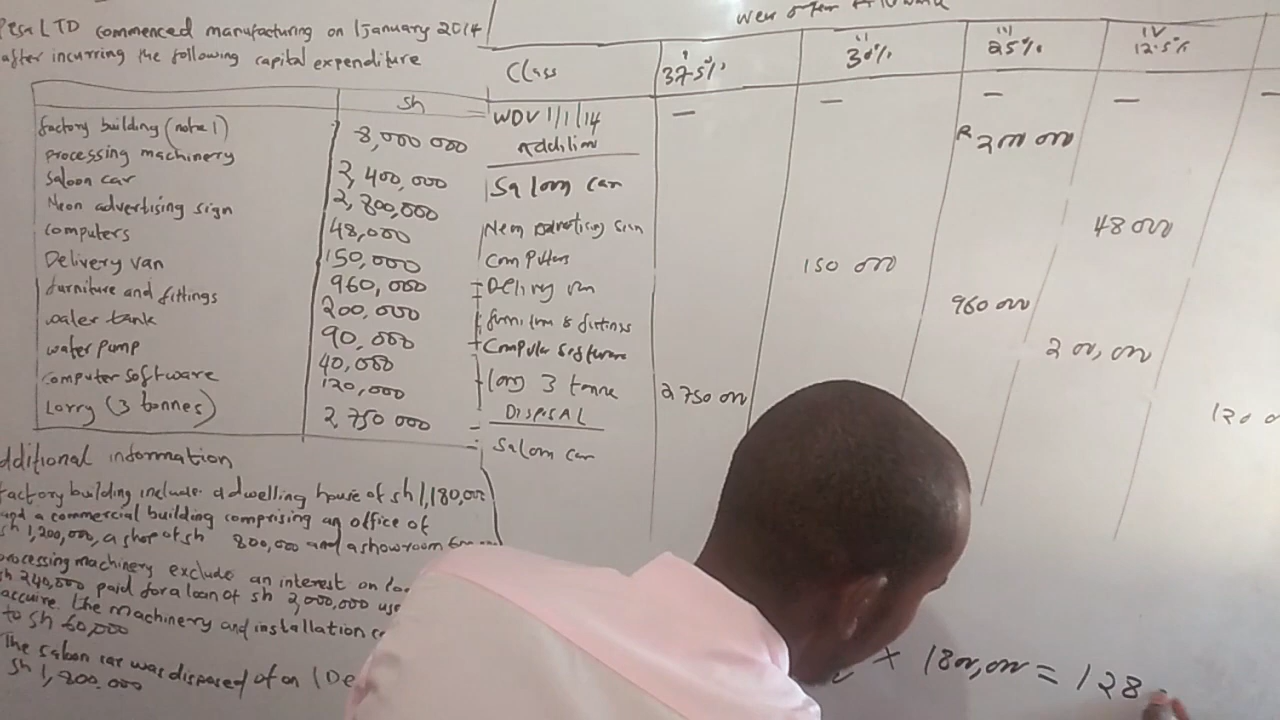 Pesa LTD commenced manufacturing on 1 January 2014
after incurring the following capital expenditure
sh
factory building (note 1) 8,000 000
processing machinery 2,400,000
Saloon car 2,800,000
Neon advertising sign 48,000
Computers 150,000
Delivery van 960,000
furniture and fittings 200,000
water tank 90,000
water pump 40,000
Computer software 120,000
Lorry (3 tonnes) 2,750 000
additional information
factory building include a dwelling house of sh 1,180,000
and a commercial building comprising an office of
sh 1,200,000, a shop of sh 800,000 and a showroom
processing machinery exclude an interest on
sh 240,000 paid for a loan of sh 2,000,000
accuire the machinery and installation
to sh 60,000
The saloon car was disposed of on 1 De
sh 1,800.000
wear
Class
I II III IV
37.5% 30% 25% 12.5%
WDV 1/1/14 — — — —
Addition
Saloon car R
Neon advertising sign 48 000
Computers 150 000
Delivery van 960 000
furniture & fittings 200,000
Computer software 120 0
lorry 3 tonne 2 750 000
DISPOSAL
Saloon car
× 1800,000 = 128